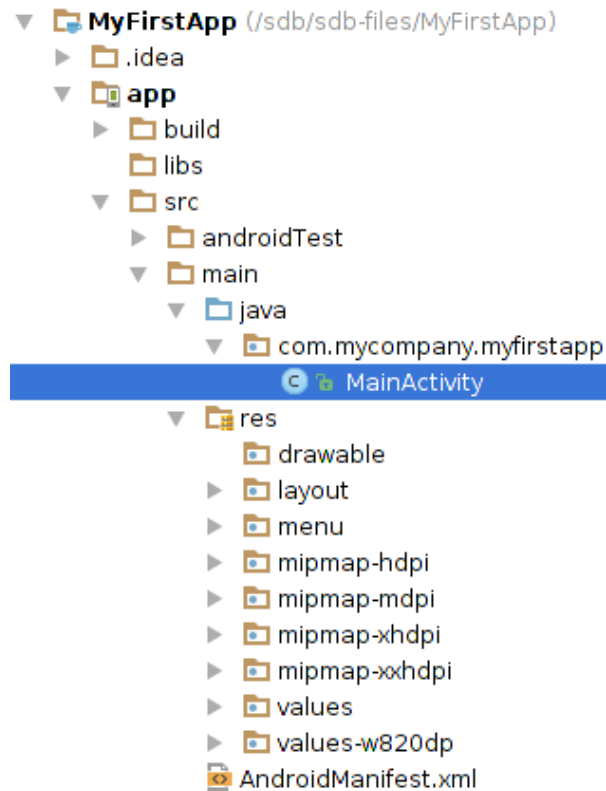 MyFirstApp (/sdb/sdb-files/MyFirstApp)
.idea
app
build
libs
src
androidTest
main
java
com.mycompany.myfirstapp
C MainActivity
res
drawable
layout
menu
mipmap-hdpi
mipmap-mdpi
mipmap-xhdpi
mipmap-xxhdpi
values
values-w820dp
AndroidManifest.xml